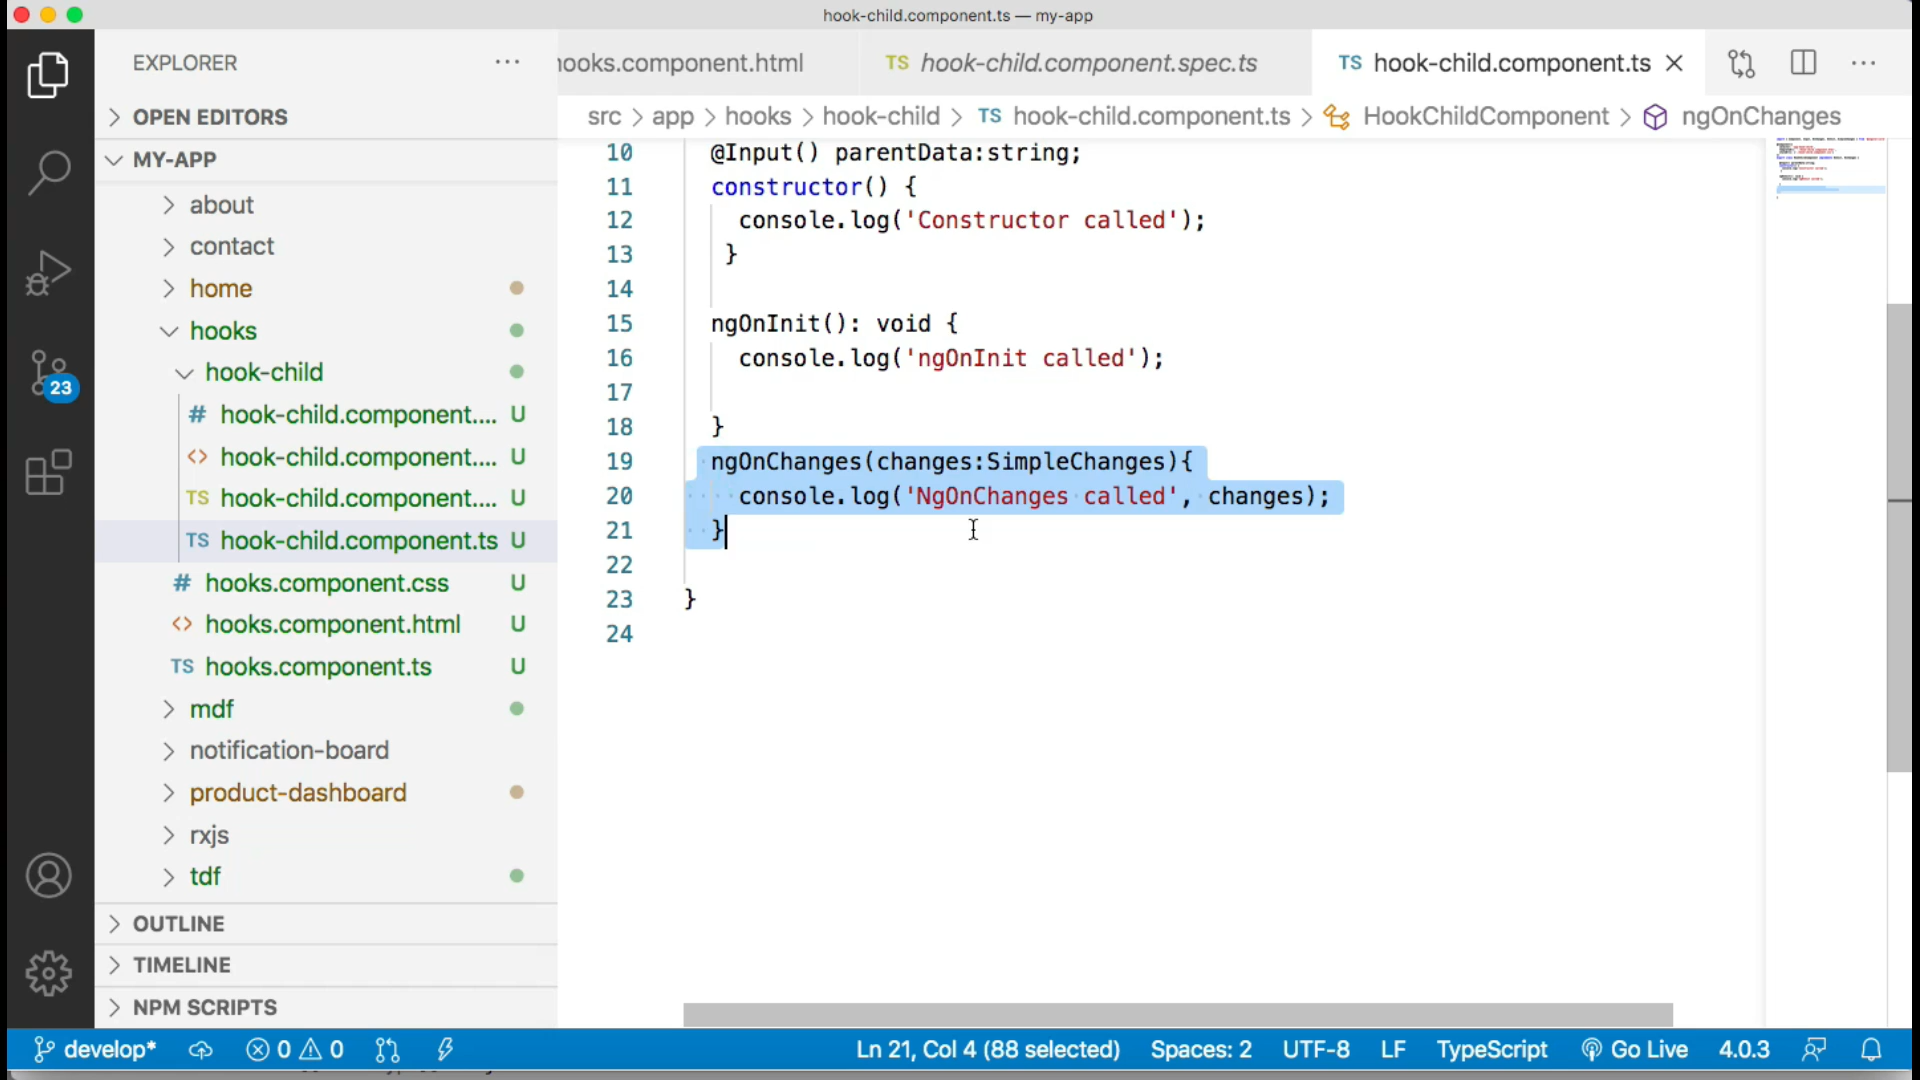 hook-child.component.ts — my-app
EXPLORER
OPEN EDITORS
MY-APP
about
contact
home
hooks
hook-child
# hook-child.component.... U
<> hook-child.component.... U
TS hook-child.component.... U
TS hook-child.component.ts U
# hooks.component.css U
<> hooks.component.html U
TS hooks.component.ts U
mdf
notification-board
product-dashboard
rxjs
tdf
OUTLINE
TIMELINE
NPM SCRIPTS
23
hooks.component.html
TS hook-child.component.spec.ts
TS hook-child.component.ts
src > app > hooks > hook-child > TS hook-child.component.ts > HookChildComponent > ngOnChanges
10 @Input() parentData:string;
11 constructor() {
12 console.log('Constructor called');
13 }
14
15 ngOnInit(): void {
16 console.log('ngOnInit called');
17
18 }
19 ngOnChanges(changes:SimpleChanges){
20 console.log('NgOnChanges called', changes);
21 }
22
23 }
24
develop* 0 0 Ln 21, Col 4 (88 selected) Spaces: 2 UTF-8 LF TypeScript Go Live 4.0.3